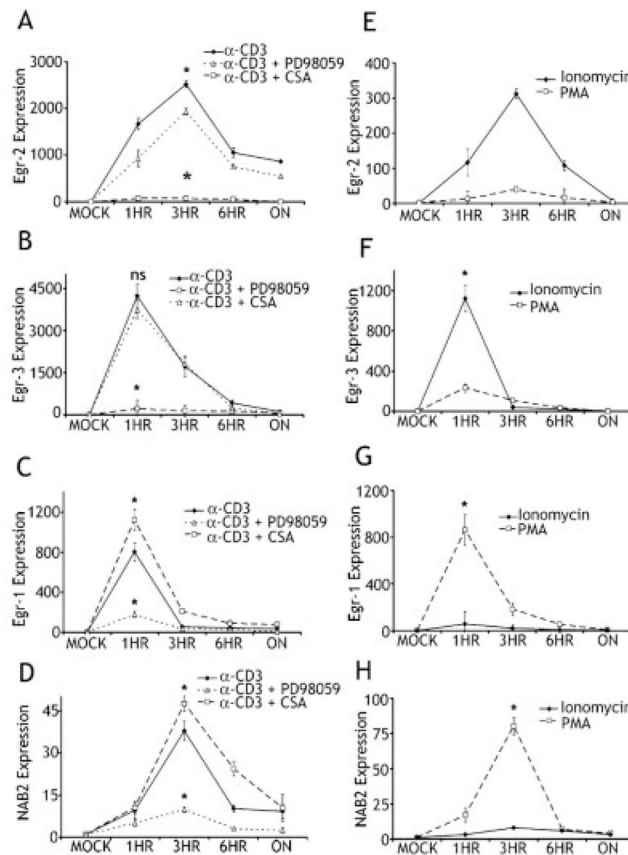 A
α-CD3
α-CD3 + PD98059
α-CD3 + CSA
Egr-2 Expression
3000
2000
1000
0
*
*
MOCK 1HR 3HR 6HR ON
B
α-CD3
α-CD3 + PD98059
α-CD3 + CSA
Egr-3 Expression
4500
3000
1500
0
ns
*
MOCK 1HR 3HR 6HR ON
C
α-CD3
α-CD3 + PD98059
α-CD3 + CSA
Egr-1 Expression
1200
800
400
0
*
*
MOCK 1HR 3HR 6HR ON
D
α-CD3
α-CD3 + PD98059
α-CD3 + CSA
NAB2 Expression
45
30
15
0
*
*
MOCK 1HR 3HR 6HR ON
E
Ionomycin
PMA
Egr-2 Expression
400
300
200
100
0
MOCK 1HR 3HR 6HR ON
F
Ionomycin
PMA
Egr-3 Expression
1200
800
400
0
*
MOCK 1HR 3HR 6HR ON
G
Ionomycin
PMA
Egr-1 Expression
1200
800
400
0
*
MOCK 1HR 3HR 6HR ON
H
Ionomycin
PMA
NAB2 Expression
100
75
50
25
0
*
MOCK 1HR 3HR 6HR ON